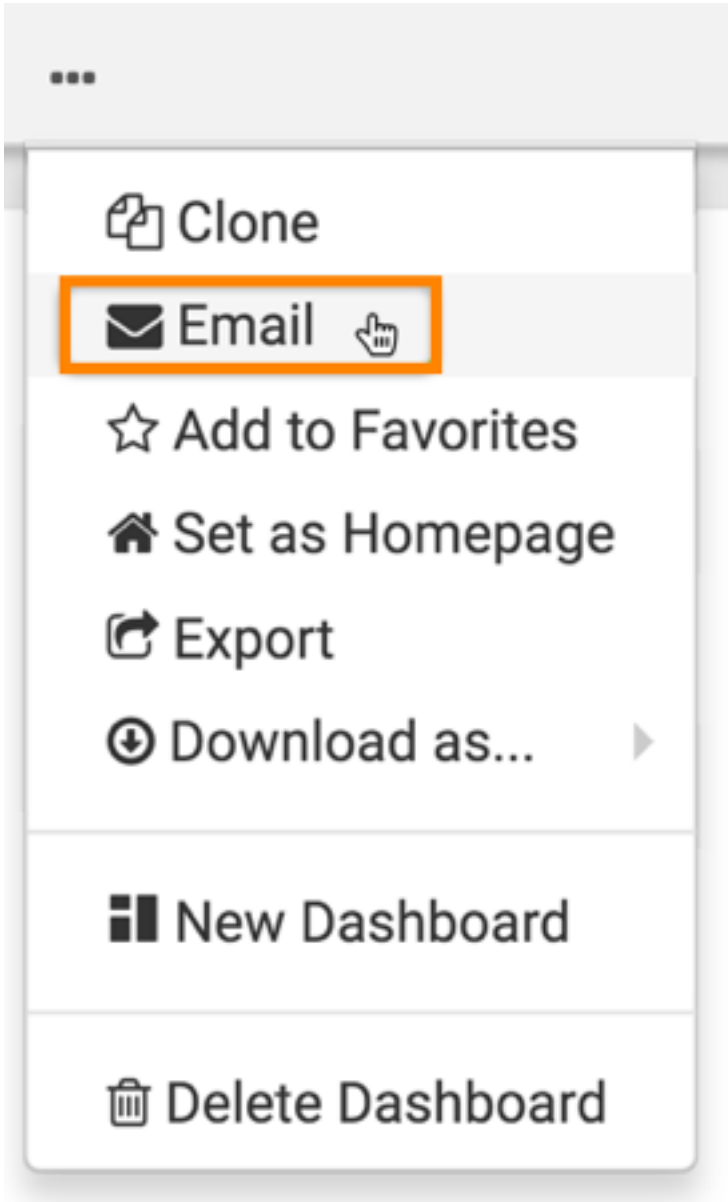 Clone
Email
Add to Favorites
Set as Homepage
Export
Download as...
New Dashboard
Delete Dashboard